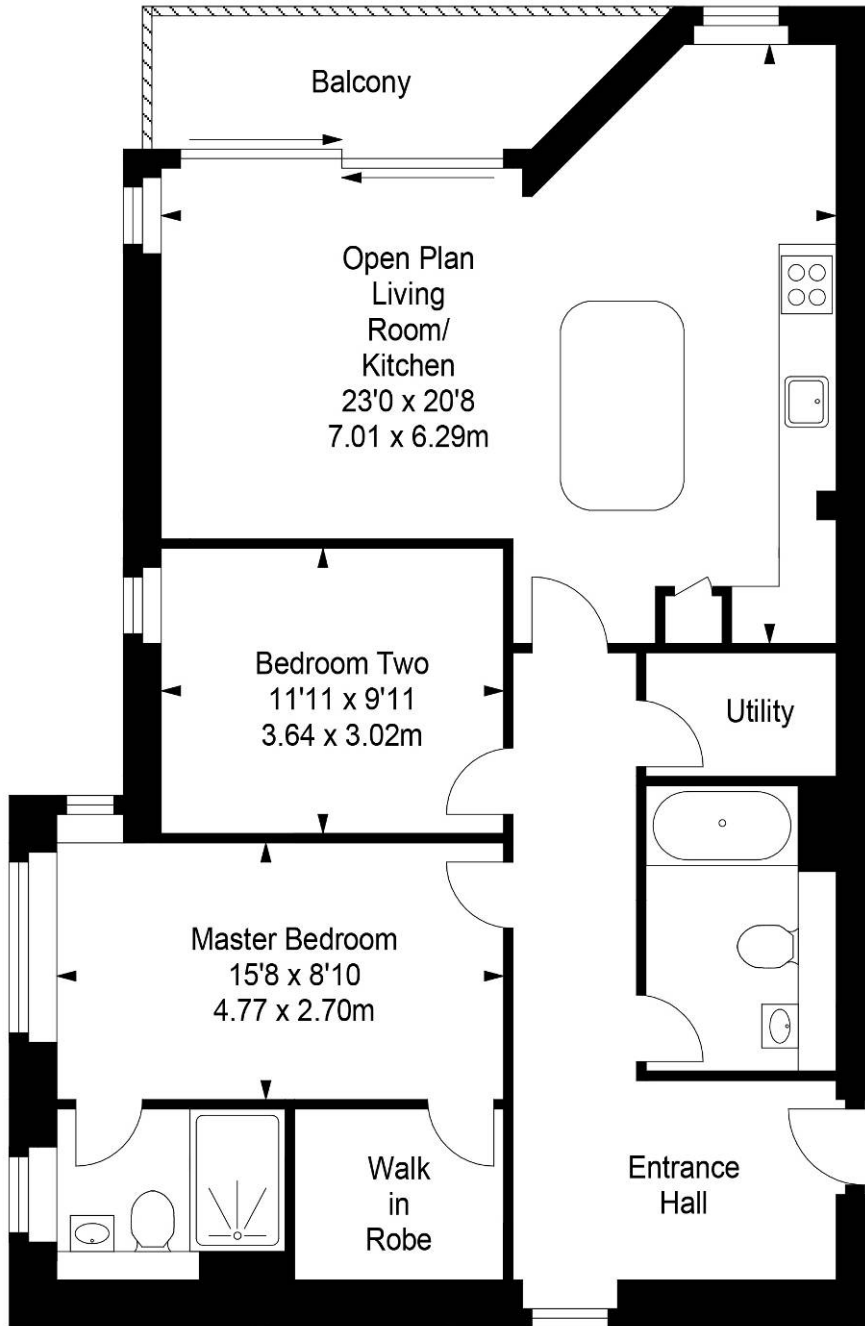 Balcony
Open Plan
Living
Room/
Kitchen
23'0 x 20'8
7.01 x 6.29m
Bedroom Two
11'11 x 9'11
3.64 x 3.02m
Utility
Master Bedroom
15'8 x 8'10
4.77 x 2.70m
Walk
in
Robe
Entrance
Hall